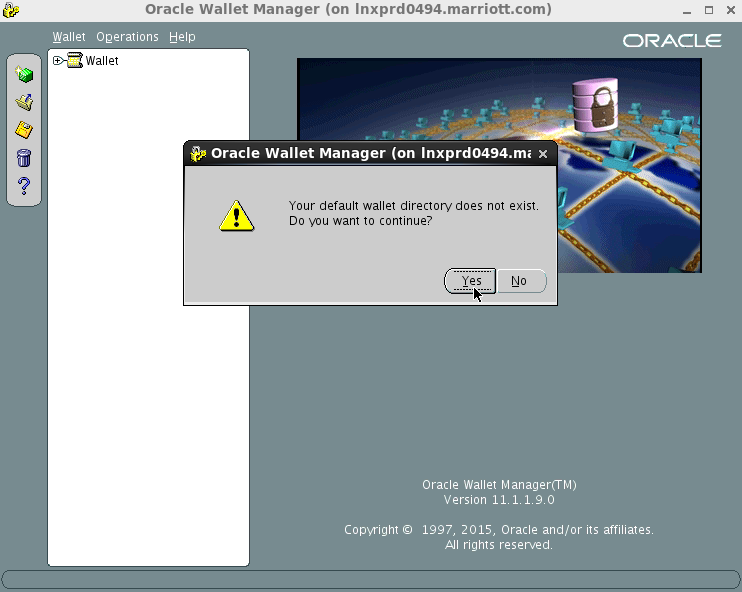 Oracle Wallet Manager (on lnxprd0494.marriott.com)
Wallet Operations Help
ORACLE
Wallet
Oracle Wallet Manager (on lnxprd0494.ma
Your default wallet directory does not exist.
Do you want to continue?
Yes No
Oracle Wallet Manager(TM)
Version 11.1.1.9.0
Copyright © 1997, 2015, Oracle and/or its affiliates.
All rights reserved.